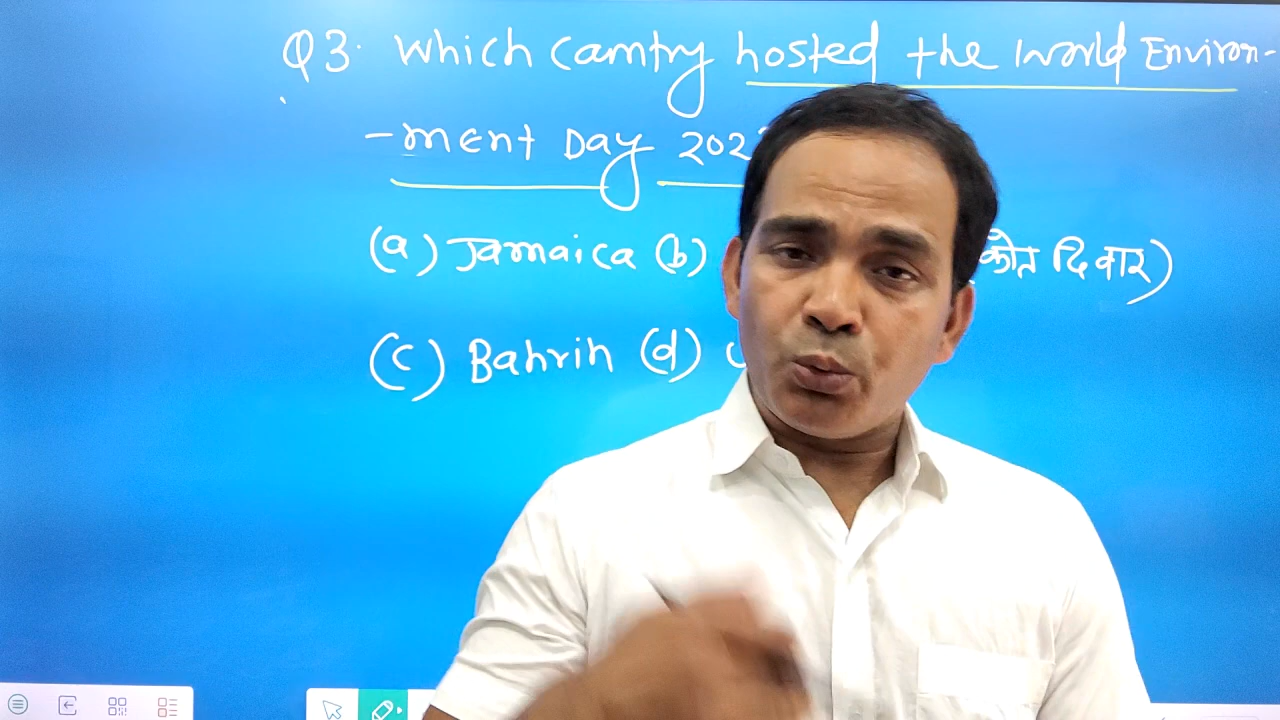 Q3. Which Camtry hosted the World Environ-
-ment Day 202
(a) Jamaica (b) कोत दिवार)
(c) Bahrin (d)